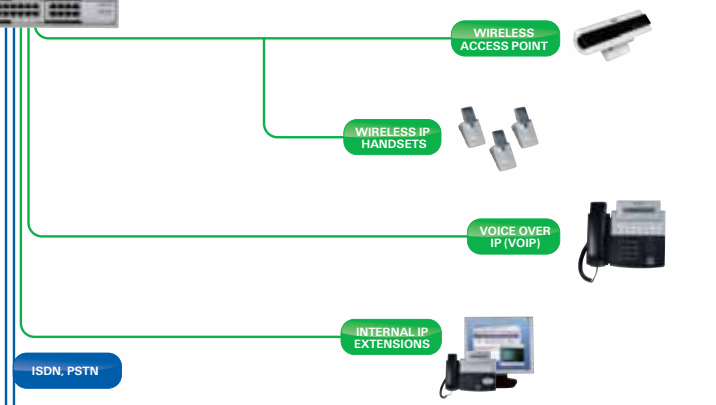 WIRELESS
ACCESS POINT
WIRELESS IP
HANDSETS
VOICE OVER
IP (VOIP)
INTERNAL IP
EXTENSIONS
ISDN, PSTN